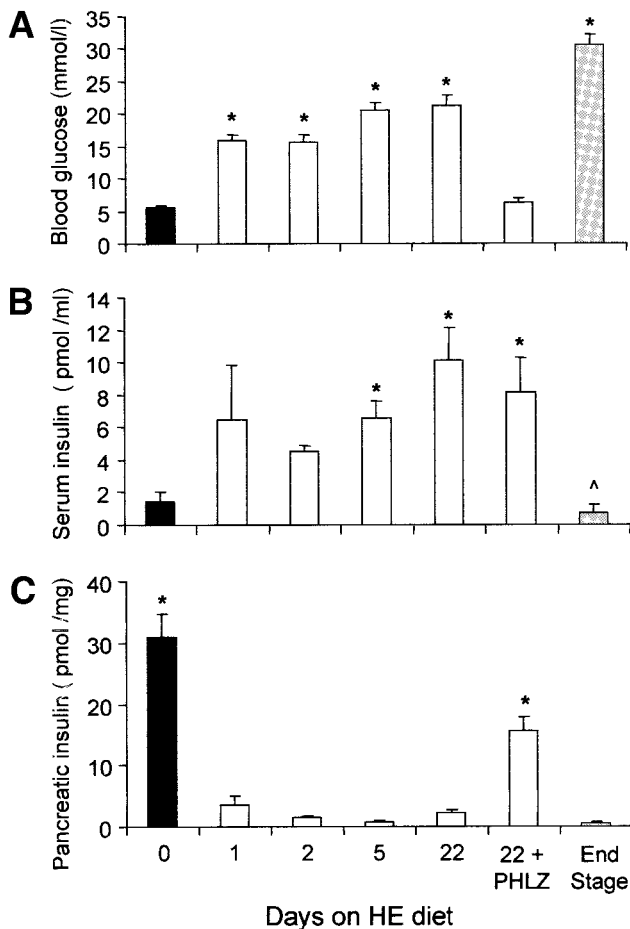 A
Blood glucose (mmol/l)
35
30
25
20
15
10
5
0
* * * * *
B
Serum insulin ( pmol /ml)
14
12
10
8
6
4
2
0
* * * ^
C
Pancreatic insulin ( pmol /mg)
40
30
20
10
0
* *
0 1 2 5 22 22 + PHLZ End Stage
Days on HE diet